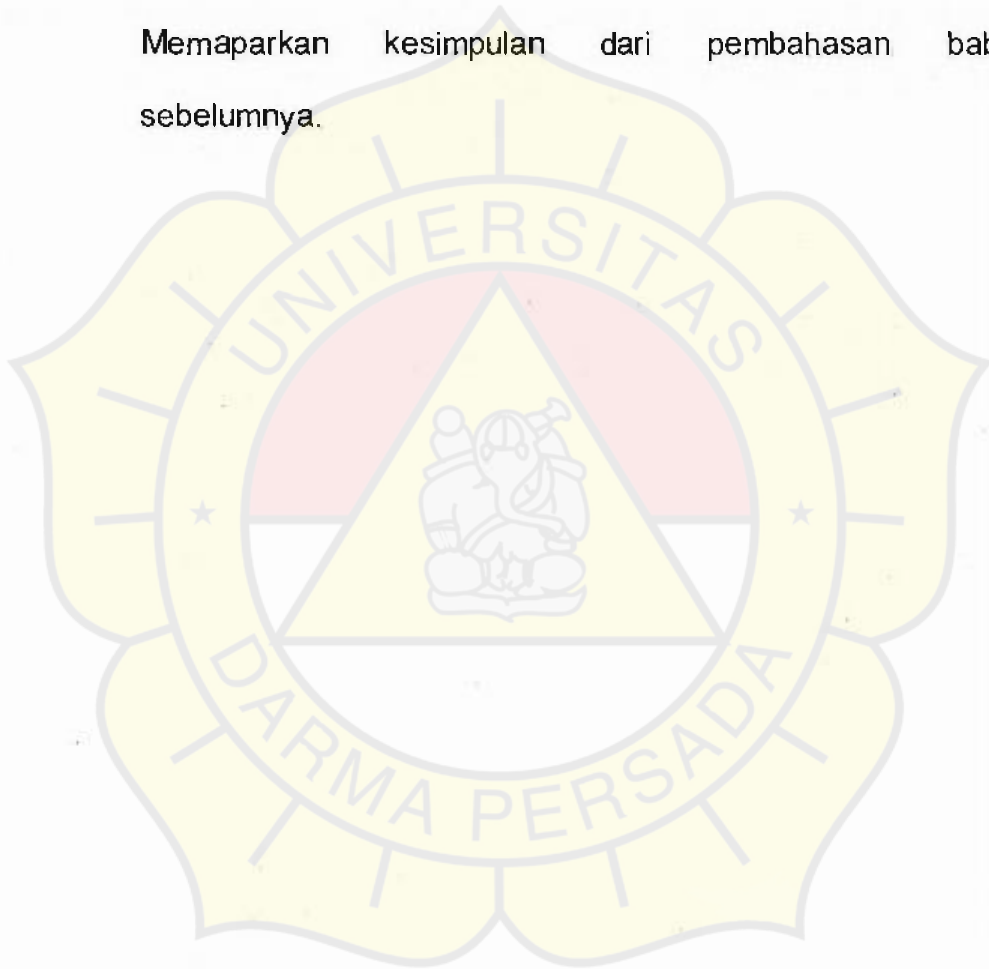 Memaparkan kesimpulan dari pembahasan bab
sebelumnya.
UNIVERSITAS
DARMA PERSADA